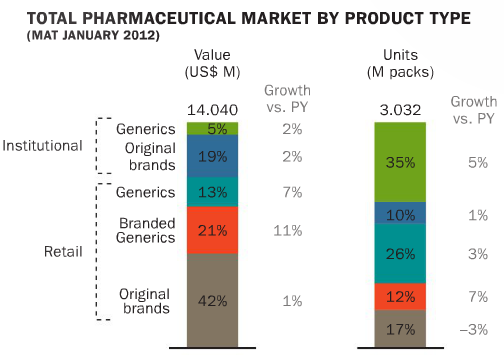 TOTAL PHARMACEUTICAL MARKET BY PRODUCT TYPE
(MAT JANUARY 2012)
Value
(US$ M)
Units
(M packs)
Growth
vs. PY
Growth
vs. PY
14.040
3.032
Institutional
Generics
5%
2%
35%
5%
Original
brands
19%
2%
10%
1%
Retail
Generics
13%
7%
26%
3%
Branded
Generics
21%
11%
12%
7%
Original
brands
42%
1%
17%
–3%